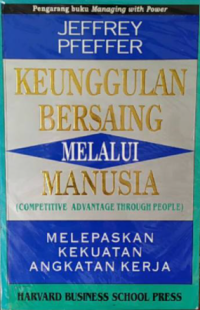 Pengarang buku Managing with Power
JEFFREY
PFEFFER
KEUNGGULAN
BERSAING
MELALUI
MANUSIA
(COMPETITIVE ADVANTAGE THROUGH PEOPLE)
MELEPASKAN
KEKUATAN
ANGKATAN KERJA
HARVARD BUSINESS SCHOOL PRESS